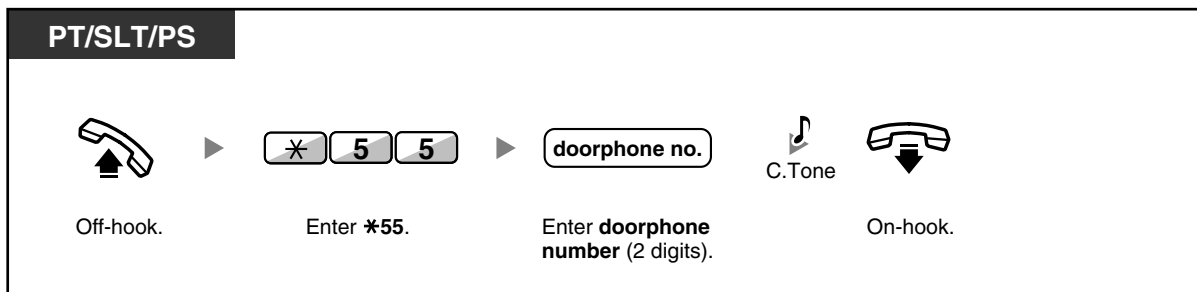 PT/SLT/PS
* 5 5
doorphone no.
C.Tone
Off-hook.
Enter *55.
Enter doorphone
number (2 digits).
On-hook.